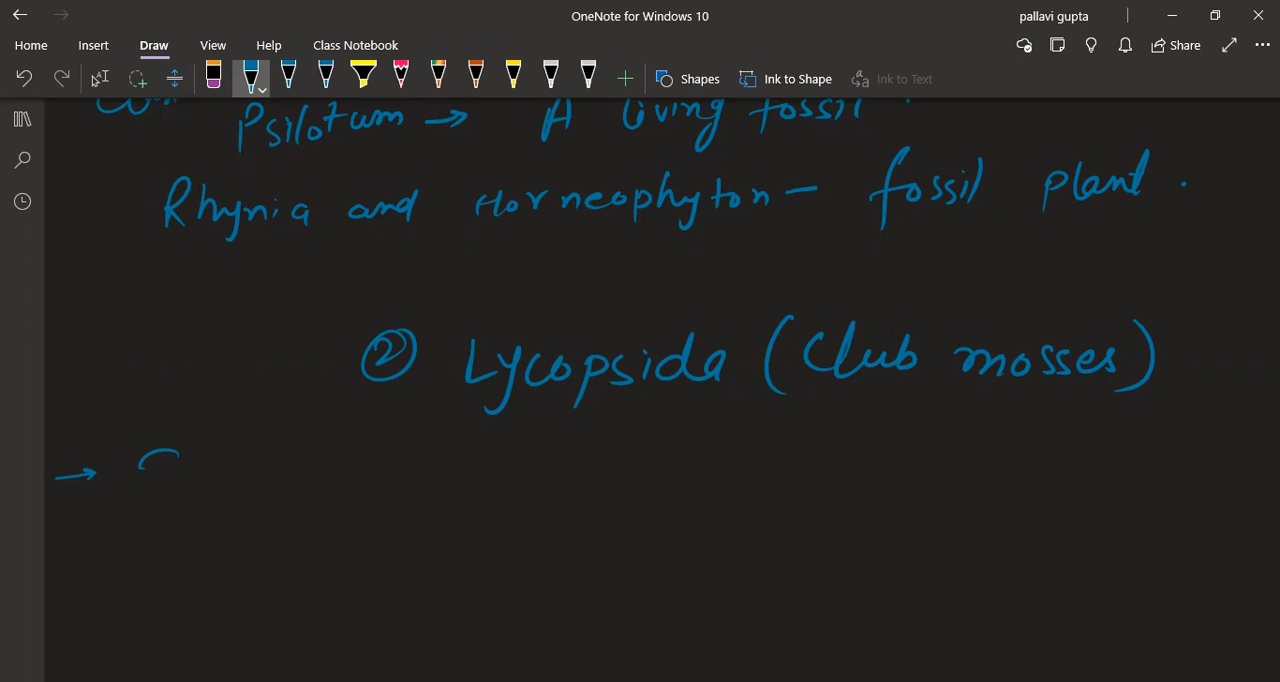 OneNote for Windows 10
pallavi gupta
Home Insert Draw View Help Class Notebook
Share
Shapes Ink to Shape Ink to Text
Psilotum → A living fossil .
Rhynia and Horneophyton - fossil plant .
② Lycopsida (Club mosses)
→